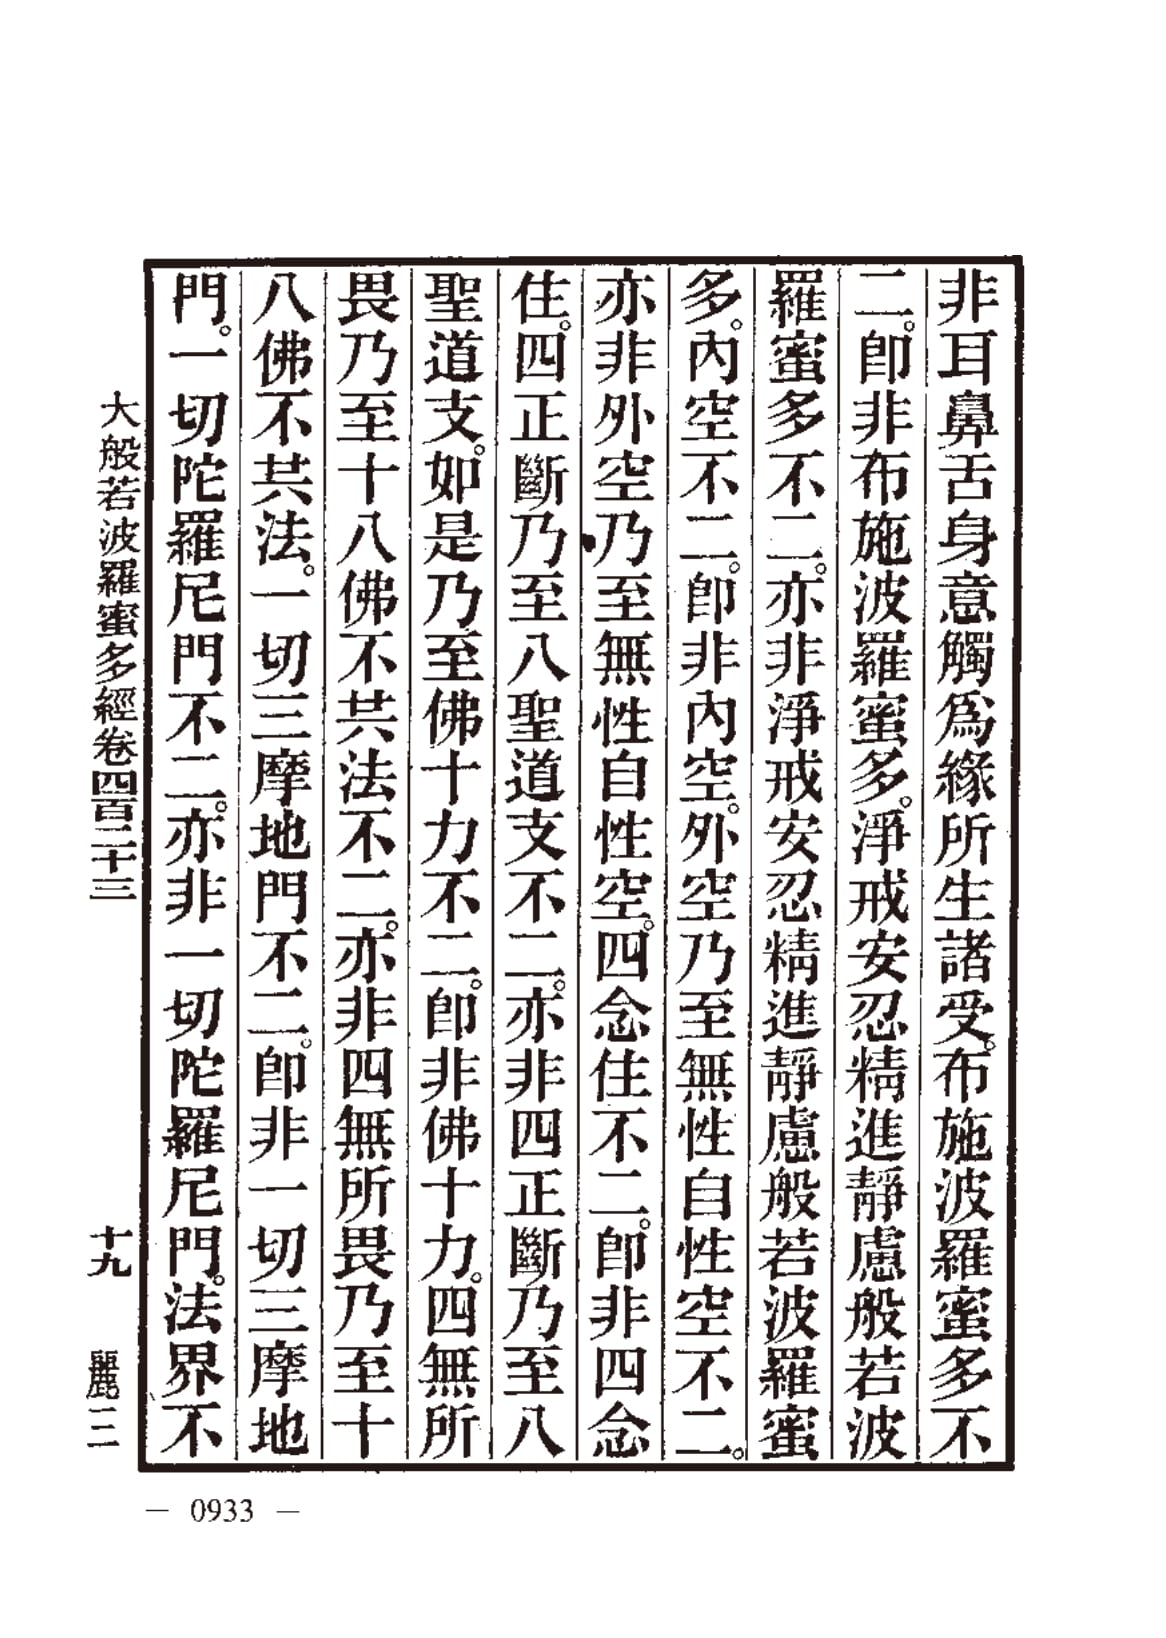 非耳鼻舌身意觸爲緣所生諸受。布施波羅蜜多不
二。卽非布施波羅蜜多。淨戒安忍精進靜慮般若波
羅蜜多不二。亦非淨戒安忍精進靜慮般若波羅蜜
多。內空不二。卽非內空。外空乃至無性自性空不二。
亦非外空乃至無性自性空。四念住不二。卽非四念
住。四正斷乃至八聖道支不二。亦非四正斷乃至八
聖道支。如是乃至佛十力不二。卽非佛十力。四無所
畏乃至十八佛不共法不二。亦非四無所畏乃至十
八佛不共法。一切三摩地門不二。卽非一切三摩地
門。一切陀羅尼門不二。亦非一切陀羅尼門。法界不
大般若波羅蜜多經卷四百二十三 十九 麗三
— 0933 —